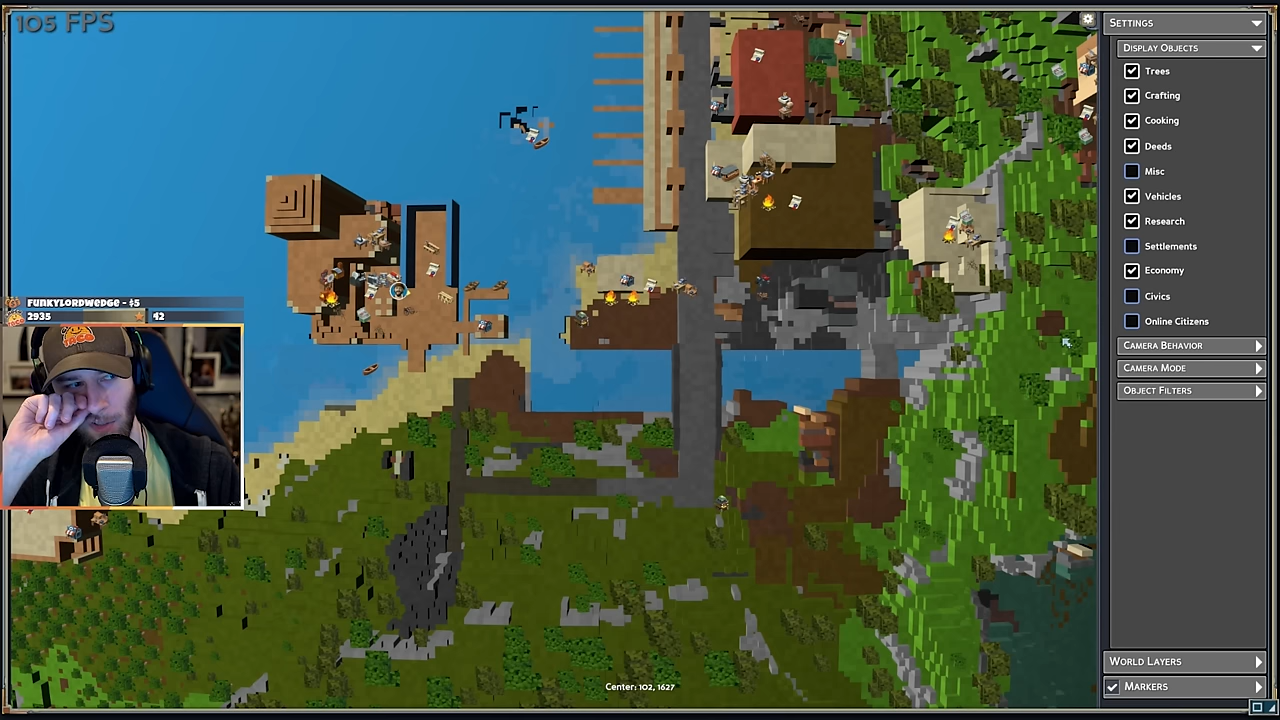 105 FPS
SETTINGS
DISPLAY OBJECTS
Trees
Crafting
Cooking
Deeds
Misc
Vehicles
Research
Settlements
Economy
Civics
Online Citizens
CAMERA BEHAVIOR
CAMERA MODE
OBJECT FILTERS
FUNKYLORDWEDGE - $5
2935 42
Center: 102, 1627
WORLD LAYERS
MARKERS